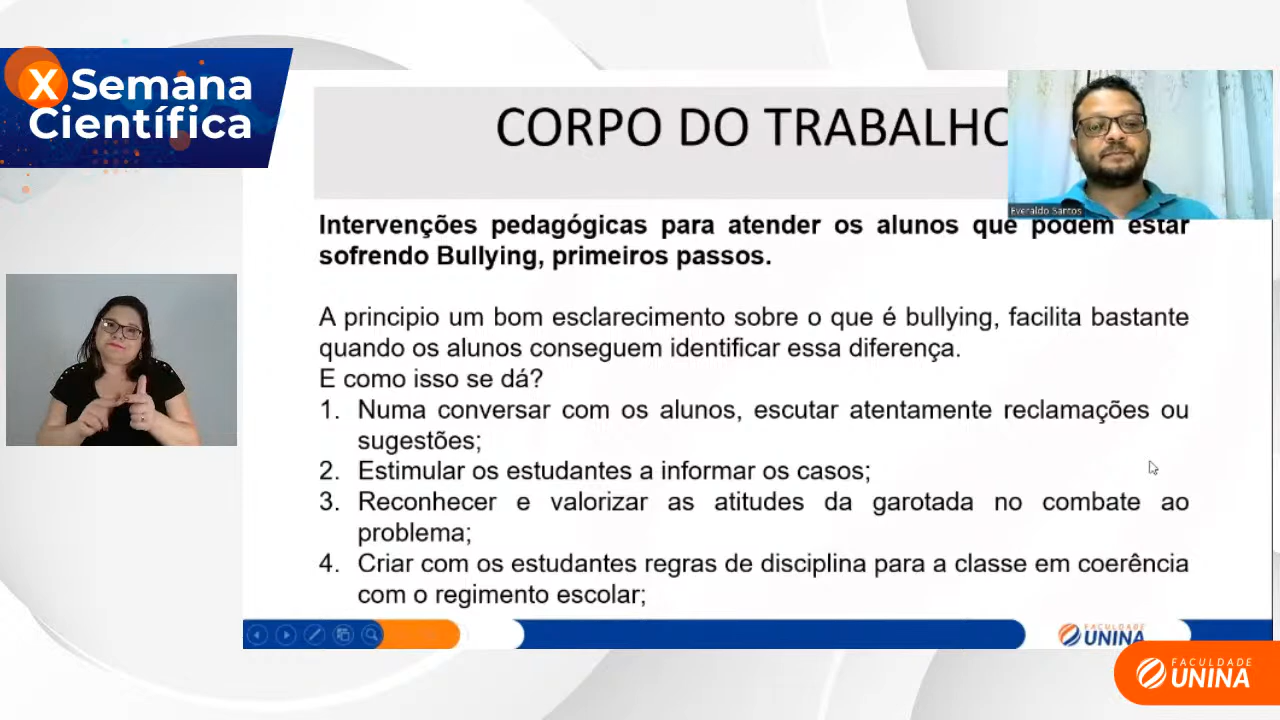 X Semana
Científica
CORPO DO TRABALHO
Everaldo Santos
Intervenções pedagógicas para atender os alunos que podem estar
sofrendo Bullying, primeiros passos.
A principio um bom esclarecimento sobre o que é bullying, facilita bastante
quando os alunos conseguem identificar essa diferença.
E como isso se dá?
1. Numa conversar com os alunos, escutar atentamente reclamações ou
sugestões;
2. Estimular os estudantes a informar os casos;
3. Reconhecer e valorizar as atitudes da garotada no combate ao
problema;
4. Criar com os estudantes regras de disciplina para a classe em coerência
com o regimento escolar;
FACULDADE
UNINA
FACULDADE
UNINA